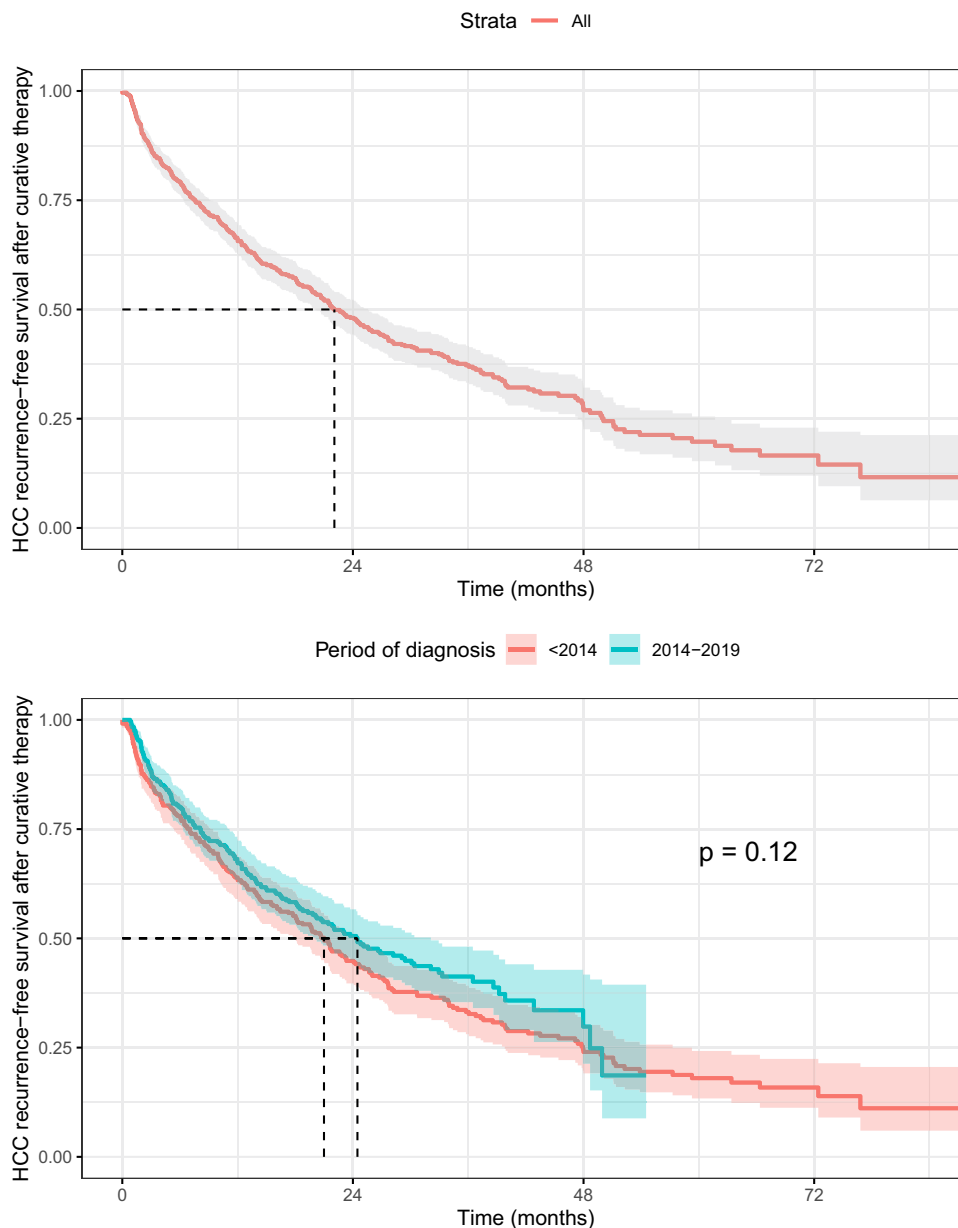 Strata All
HCC recurrence−free survival after curative therapy
1.00
0.75
0.50
0.25
0.00
0 24 48 72
Time (months)
Period of diagnosis <2014 2014−2019
HCC recurrence−free survival after curative therapy
1.00
0.75
0.50
0.25
0.00
p = 0.12
0 24 48 72
Time (months)